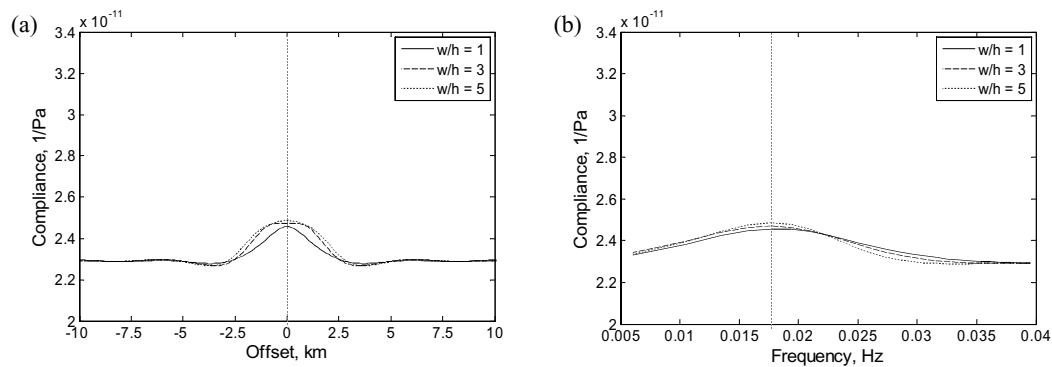 (a)
x 10⁻¹¹
3.4
3.2
3
2.8
2.6
2.4
2.2
2
Compliance, 1/Pa
w/h = 1
w/h = 3
w/h = 5
-10
-7.5
-5
-2.5
0
2.5
5
7.5
10
Offset, km
(b)
x 10⁻¹¹
3.4
3.2
3
2.8
2.6
2.4
2.2
2
Compliance, 1/Pa
w/h = 1
w/h = 3
w/h = 5
0.005
0.01
0.015
0.02
0.025
0.03
0.035
0.04
Frequency, Hz